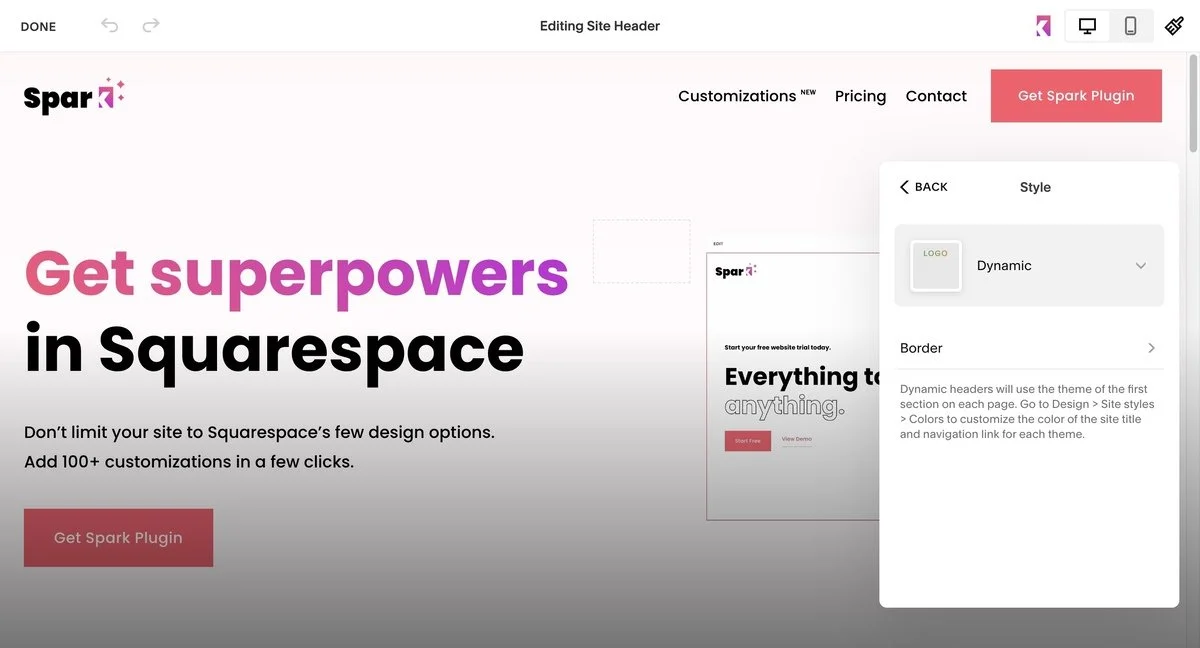 DONE
Editing Site Header
Spark
Customizations NEW
Pricing
Contact
Get Spark Plugin
BACK
Style
LOGO
Dynamic
Border
Dynamic headers will use the theme of the first
section on each page. Go to Design > Site styles
> Colors to customize the color of the site title
and navigation link for each theme.
Get superpowers
in Squarespace
Don’t limit your site to Squarespace’s few design options.
Add 100+ customizations in a few clicks.
Get Spark Plugin
EDIT
Spark
Start your free website trial today.
Everything to
anything.
Start Free
View Demo